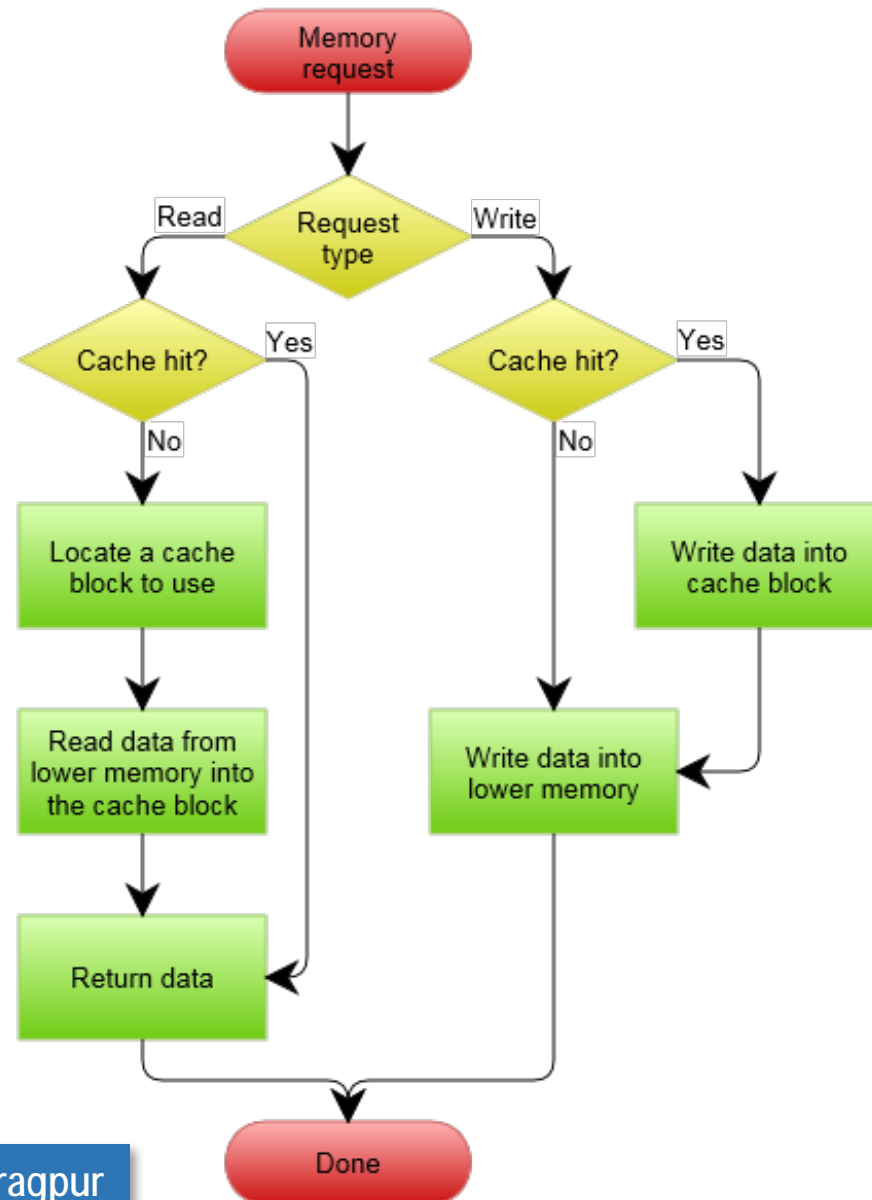 Memory
request
Request
type
Read
Write
Cache hit?
Yes
No
Cache hit?
Yes
No
Locate a cache
block to use
Write data into
cache block
Read data from
lower memory into
the cache block
Write data into
lower memory
Return data
Done